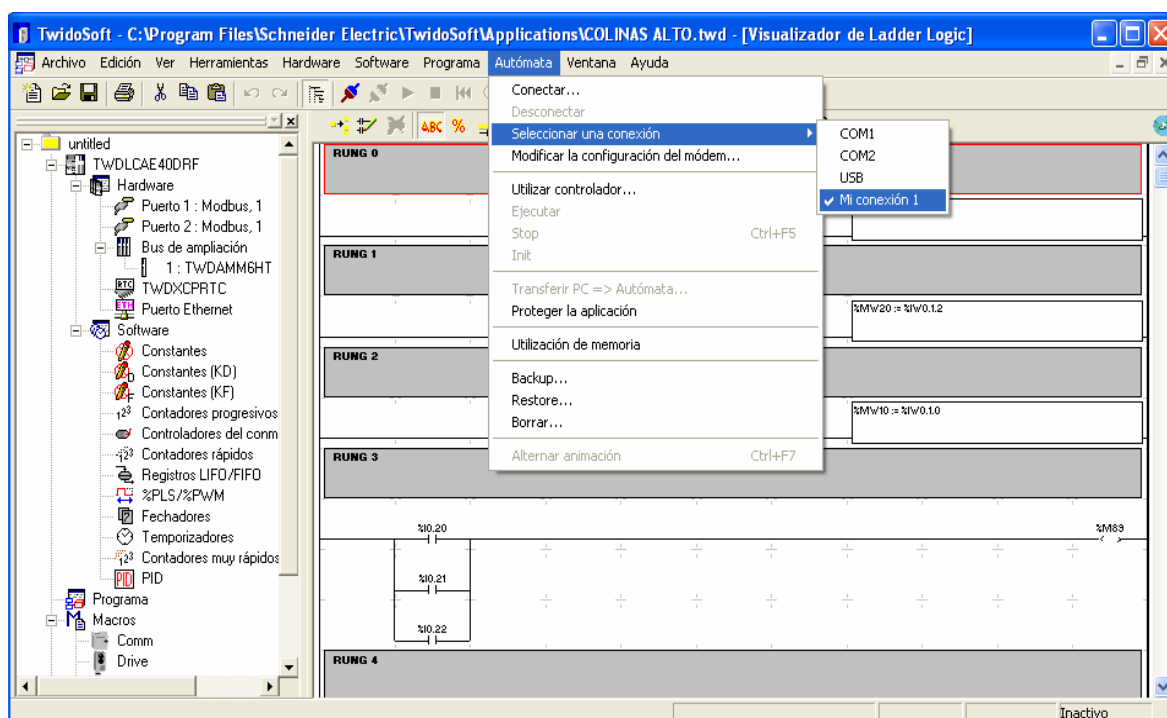 TwidoSoft - C:\Program Files\Schneider Electric\TwidoSoft\Applications\COLINAS ALTO.twd - [Visualizador de Ladder Logic]
Archivo Edición Ver Herramientas Hardware Software Programa Autómata Ventana Ayuda
ABC %
untitled
TWDLCAE40DRF
Hardware
Puerto 1 : Modbus, 1
Puerto 2 : Modbus, 1
Bus de ampliación
1 : TWDAMM6HT
RTC TWDXCPRTC
ETH Puerto Ethernet
Software
Constantes
Constantes (KD)
Constantes (KF)
Contadores progresivos
Controladores del conm
Contadores rápidos
Registros LIFO/FIFO
%PLS/%PWM
Fechadores
Temporizadores
Contadores muy rápidos
PID PID
Programa
Macros
Comm
Drive
Conectar...
Desconectar
Seleccionar una conexión
Modificar la configuración del módem...
Utilizar controlador...
Ejecutar
Stop Ctrl+F5
Init
Transferir PC => Autómata...
Proteger la aplicación
Utilización de memoria
Backup...
Restore...
Borrar...
Alternar animación Ctrl+F7
COM1
COM2
USB
Mi conexión 1
RUNG 0
RUNG 1
%MW20 := %IW0.1.2
RUNG 2
%MW10 := %IW0.1.0
RUNG 3
%I0.20 %M89
%I0.21
%I0.22
RUNG 4
Inactivo